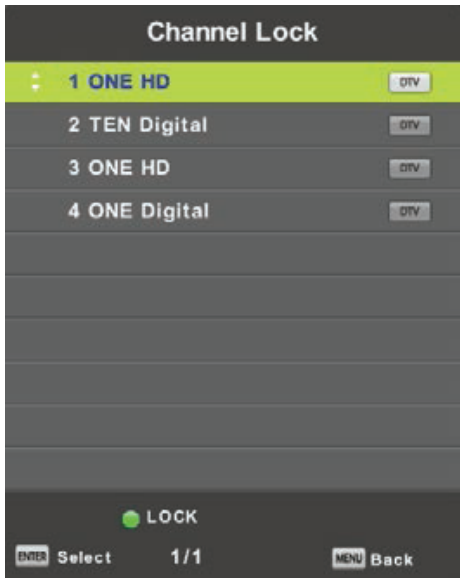 Channel Lock
1 ONE HD DTV
2 TEN Digital DTV
3 ONE HD DTV
4 ONE Digital DTV
LOCK
ENTER Select 1/1 MENU Back